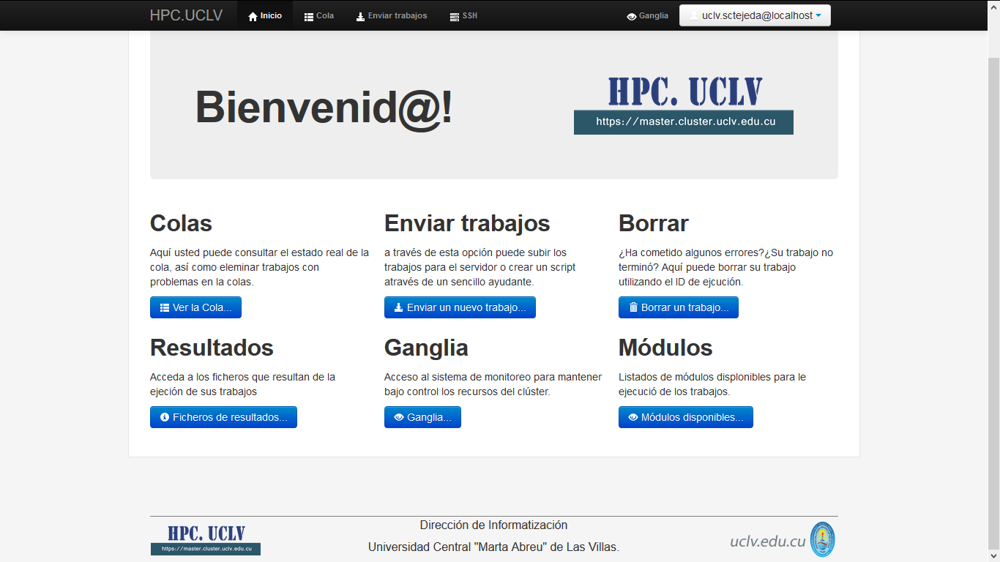 HPC.UCLV Inicio Cola Enviar trabajos SSH Ganglia uclv.sctejeda@localhost
Bienvenid@!
HPC. UCLV
https://master.cluster.uclv.edu.cu
Colas
Aquí usted puede consultar el estado real de la
cola, así como eleminar trabajos con
problemas en la colas.
Ver la Cola...
Enviar trabajos
a través de esta opción puede subir los
trabajos para el servidor o crear un script
através de un sencillo ayudante.
Enviar un nuevo trabajo...
Borrar
¿Ha cometido algunos errores?¿Su trabajo no
terminó? Aquí puede borrar su trabajo
utilizando el ID de ejcución.
Borrar un trabajo...
Resultados
Acceda a los ficheros que resultan de la
ejeción de sus trabajos
Ficheros de resultados...
Ganglia
Acceso al sistema de monitoreo para mantener
bajo control los recursos del clúster.
Ganglia...
Módulos
Listados de módulos displonibles para le
ejecució de los trabajos.
Módulos disponibles...
HPC. UCLV
https://master.cluster.uclv.edu.cu
Dirección de Informatización
Universidad Central "Marta Abreu" de Las Villas.
uclv.edu.cu